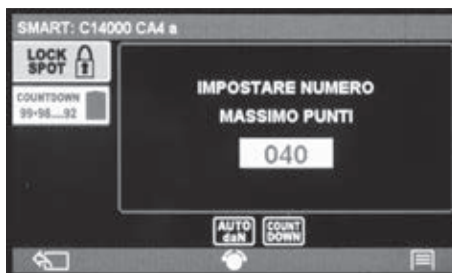 SMART: C14000 CA4 a
LOCK
SPOT
COUNTDOWN
99-98....92
IMPOSTARE NUMERO
MASSIMO PUNTI
040
AUTO
daN
COUNT
DOWN